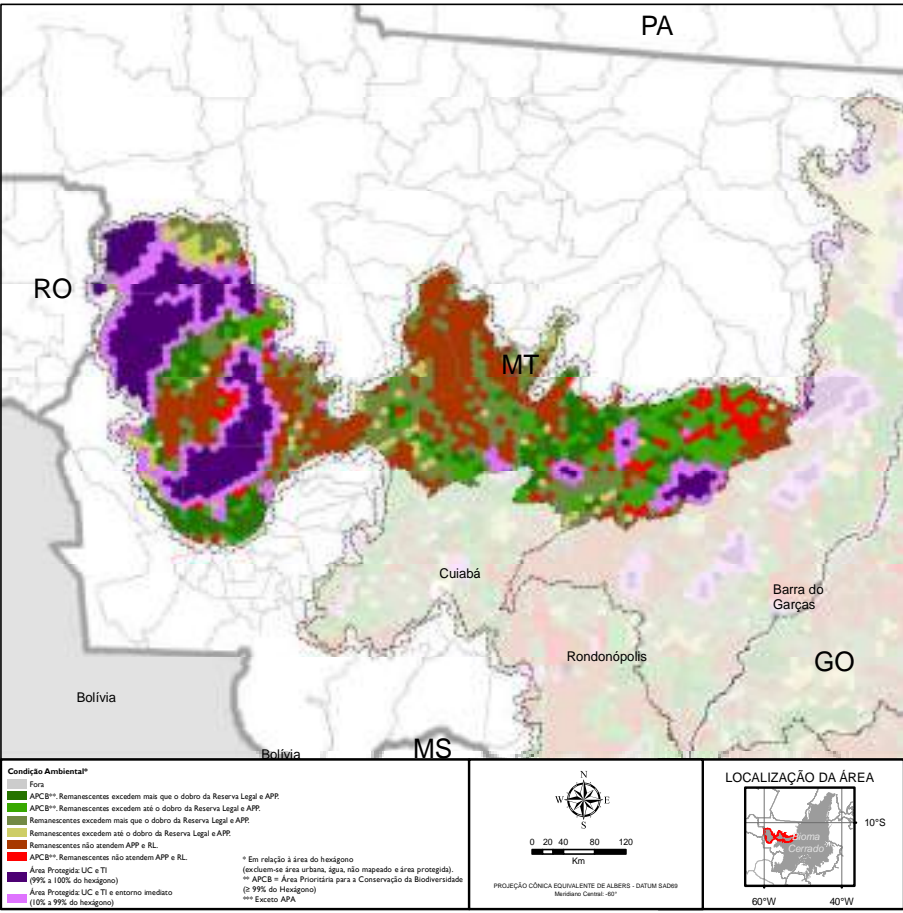 PA
RO
MT
Cuiabá
Barra do
Garças
Rondonópolis
GO
Bolívia
Bolívia
MS
Condição Ambiental*
Fora
APCB**. Remanescentes excedem mais que o dobro da Reserva Legal e APP.
APCB**. Remanescentes excedem até o dobro da Reserva Legal e APP.
Remanescentes excedem mais que o dobro da Reserva Legal e APP.
Remanescentes excedem até o dobro da Reserva Legal e APP.
Remanescentes não atendem APP e RL.
APCB**. Remanescentes não atendem APP e RL.
Área Protegida: UC e TI
(99% a 100% do hexágono)
Área Protegida: UC e TI e entorno imediato
(10% a 99% do hexágono)
* Em relação à área do hexágono
(excluem-se área urbana, água, não mapeado e área protegida).
** APCB = Área Prioritária para a Conservação da Biodiversidade
(≥ 99% do Hexágono)
*** Exceto APA
N
W E
S
0 20 40 80 120
Km
PROJEÇÃO CÔNICA EQUIVALENTE DE ALBERS - DATUM SAD69
Meridiano Central: -60°
LOCALIZAÇÃO DA ÁREA
10°S
Bioma
Cerrado
60°W 40°W